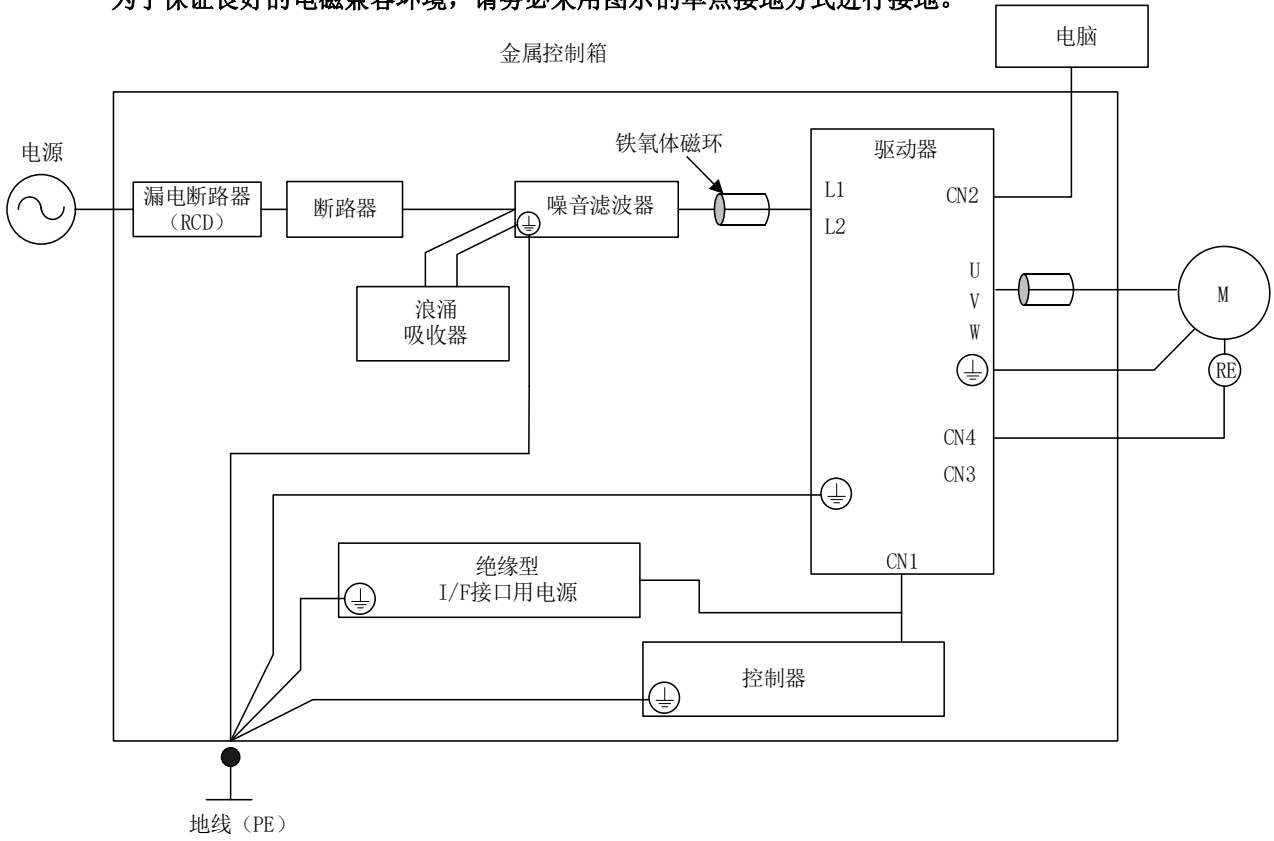 为了保证良好的电磁兼容环境，请务必采用图示的单点接地方式进行接地。
电脑
金属控制箱
电源
漏电断路器
（RCD）
断路器
噪音滤波器
铁氧体磁环
驱动器
L1
L2
CN2
浪涌
吸收器
U
V
W
M
RE
CN4
CN3
CN1
绝缘型
I/F接口用电源
控制器
地线（PE）